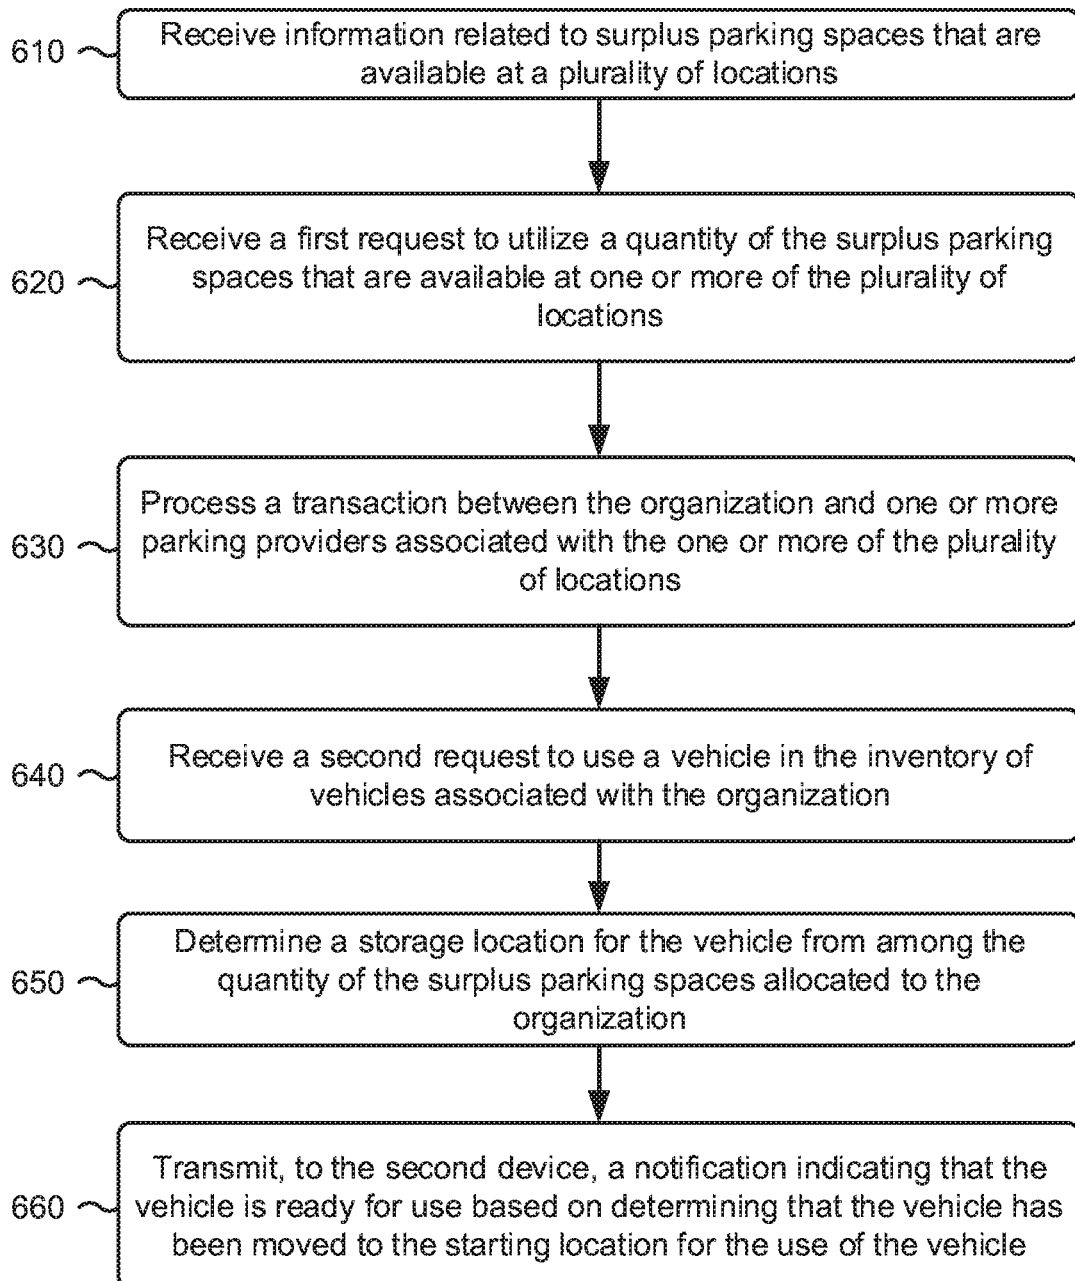 610
Receive information related to surplus parking spaces that are
available at a plurality of locations
620
Receive a first request to utilize a quantity of the surplus parking
spaces that are available at one or more of the plurality of
locations
630
Process a transaction between the organization and one or more
parking providers associated with the one or more of the plurality
of locations
640
Receive a second request to use a vehicle in the inventory of
vehicles associated with the organization
650
Determine a storage location for the vehicle from among the
quantity of the surplus parking spaces allocated to the
organization
660
Transmit, to the second device, a notification indicating that the
vehicle is ready for use based on determining that the vehicle has
been moved to the starting location for the use of the vehicle